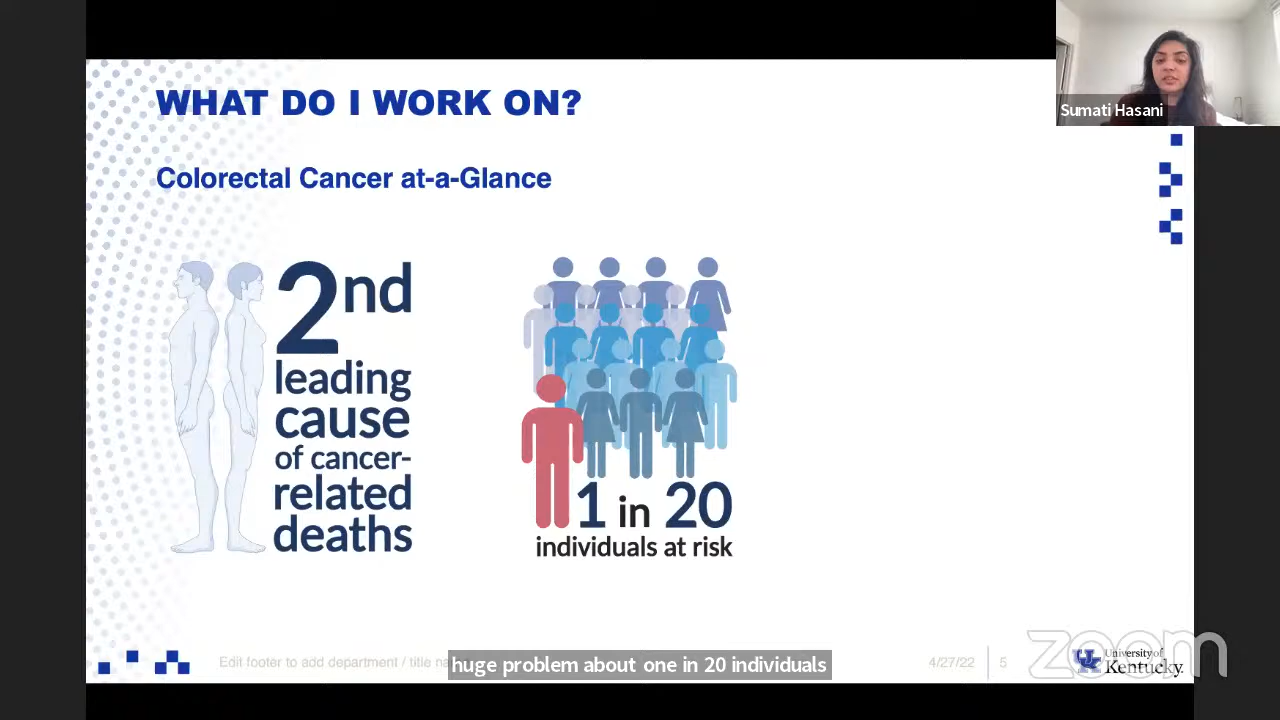 WHAT DO I WORK ON?
Sumati Hasani
Colorectal Cancer at-a-Glance
2nd
leading
cause
of cancer-
related
deaths
1 in 20
individuals at risk
Edit footer to add department / title
huge problem about one in 20 individuals
4/27/22
5
University of
Kentucky.
zoom